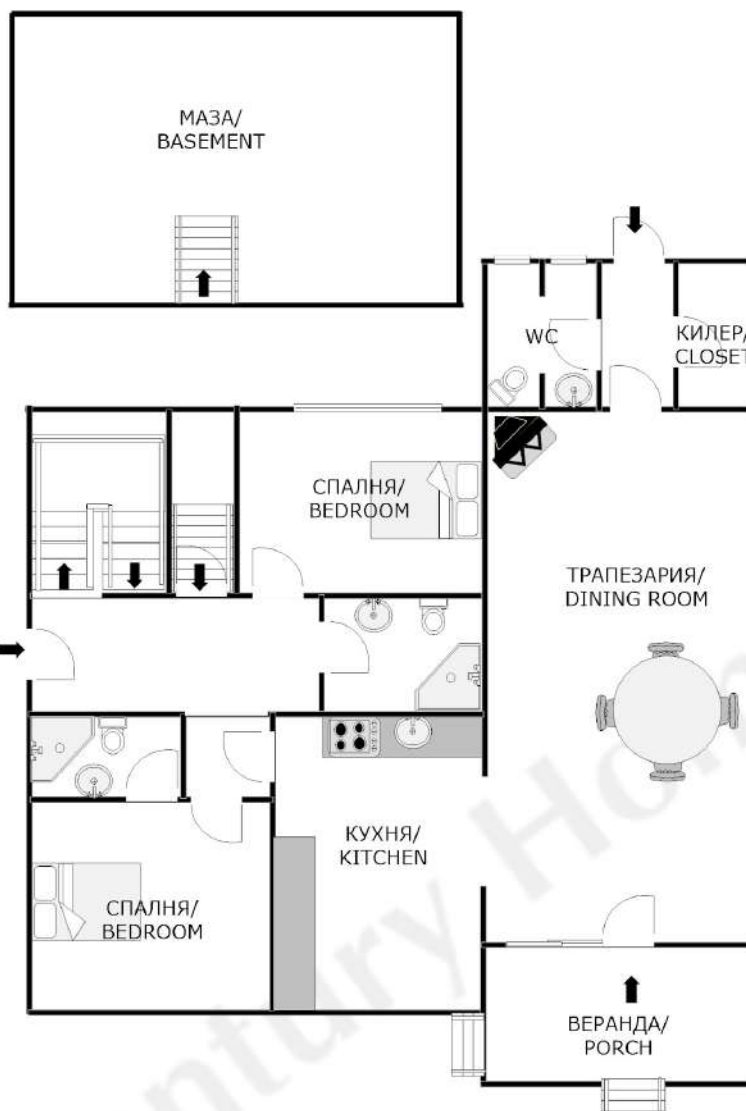 МАЗА/
BASEMENT
WC
КИЛЕР/
CLOSET
СПАЛНЯ/
BEDROOM
ТРАПЕЗАРИЯ/
DINING ROOM
КУХНЯ/
KITCHEN
СПАЛНЯ/
BEDROOM
ВЕРАНДА/
PORCH